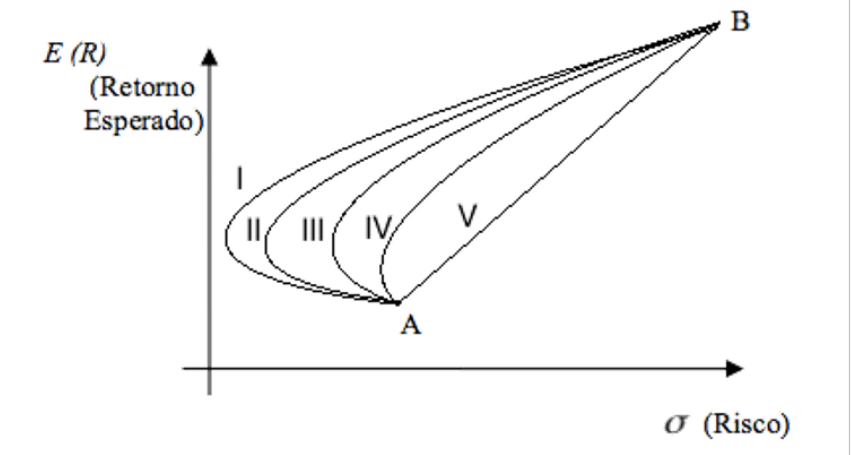 B
E (R)
(Retorno
Esperado)
I
II
III
IV
V
A
σ (Risco)